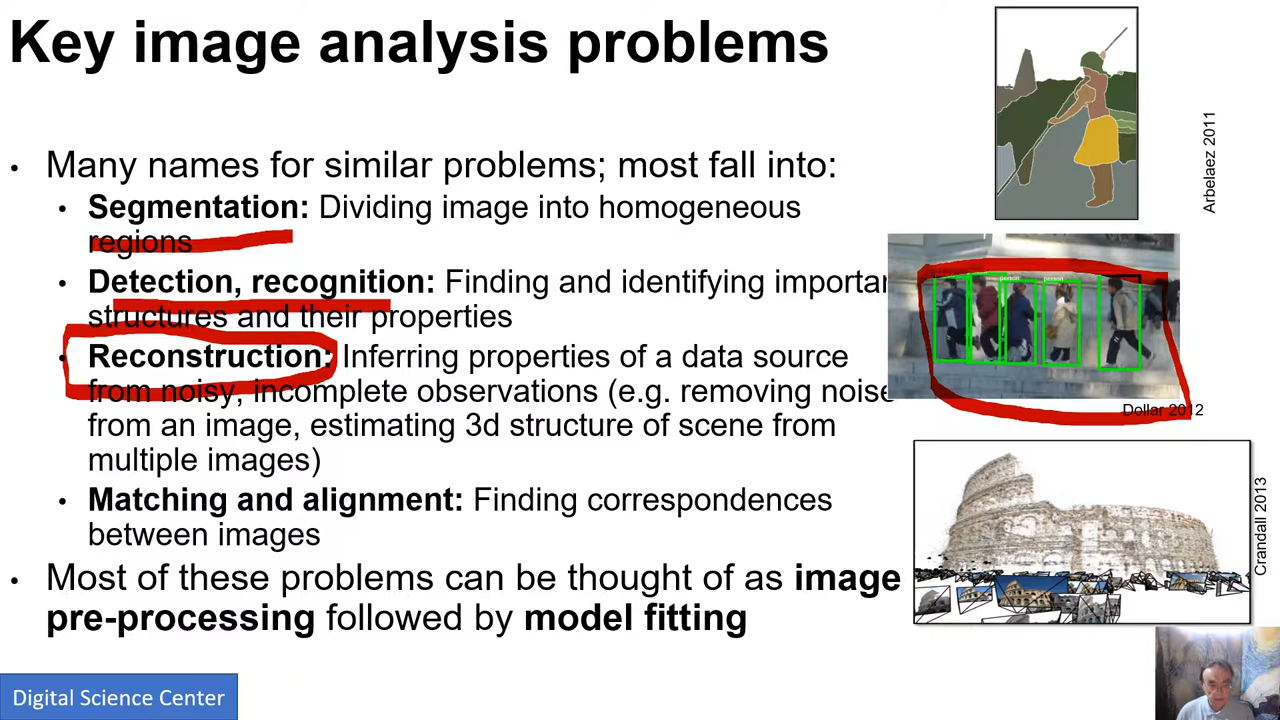 Key image analysis problems
• Many names for similar problems; most fall into:
• Segmentation: Dividing image into homogeneous
regions
• Detection, recognition: Finding and identifying importan
structures and their properties
• Reconstruction: Inferring properties of a data source
from noisy, incomplete observations (e.g. removing noise
from an image, estimating 3d structure of scene from
multiple images)
• Matching and alignment: Finding correspondences
between images
• Most of these problems can be thought of as image
pre-processing followed by model fitting
Arbelaez 2011
person
person
Dollar 2012
Crandall 2013
Digital Science Center